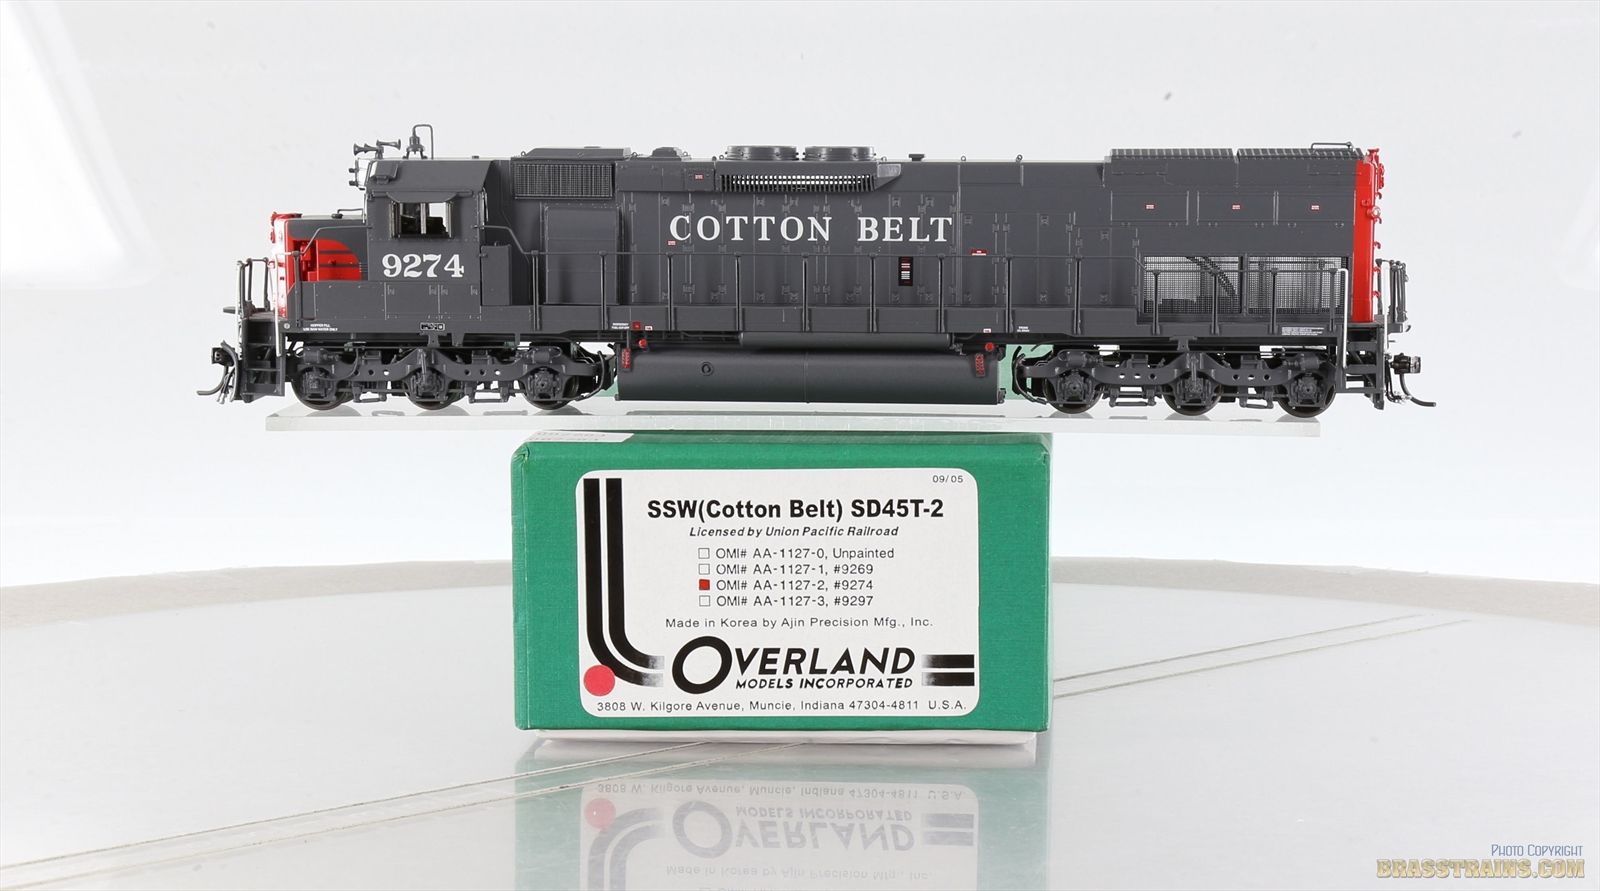 COTTON BELT
9274
09/05
SSW(Cotton Belt) SD45T-2
Licensed by Union Pacific Railroad
OMI# AA-1127-0, Unpainted
OMI# AA-1127-1, #9269
OMI# AA-1127-2, #9274
OMI# AA-1127-3, #9297
Made in Korea by Ajin Precision Mfg., Inc.
OVERLAND
MODELS INCORPORATED
3808 W. Kilgore Avenue, Muncie, Indiana 47304-4811 U.S.A.
PHOTO COPYRIGHT
BRASSTRAINS.COM